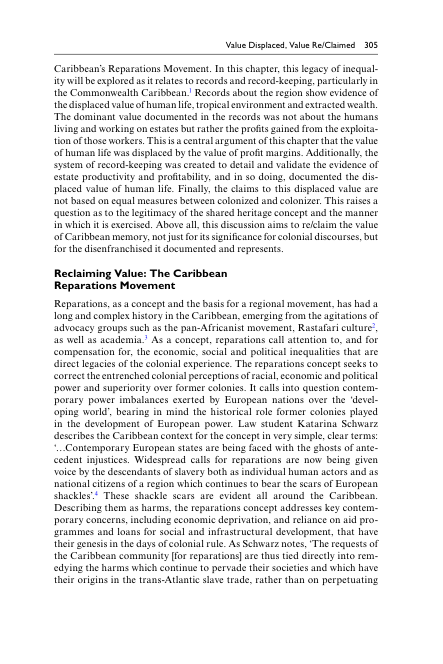 Value Displaced, Value Re/Claimed 305
Caribbean's Reparations Movement. In this chapter, this legacy of inequal-
ity will be explored as it relates to records and record-keeping, particularly in
the Commonwealth Caribbean.1 Records about the region show evidence of
the displaced value of human life, tropical environment and extracted wealth.
The dominant value documented in the records was not about the humans
living and working on estates but rather the profits gained from the exploita-
tion of those workers. This is a central argument of this chapter that the value
of human life was displaced by the value of profit margins. Additionally, the
system of record-keeping was created to detail and validate the evidence of
estate productivity and profitability, and in so doing, documented the dis-
placed value of human life. Finally, the claims to this displaced value are
not based on equal measures between colonized and colonizer. This raises a
question as to the legitimacy of the shared heritage concept and the manner
in which it is exercised. Above all, this discussion aims to re/claim the value
of Caribbean memory, not just for its significance for colonial discourses, but
for the disenfranchised it documented and represents.
Reclaiming Value: The Caribbean
Reparations Movement
Reparations, as a concept and the basis for a regional movement, has had a
long and complex history in the Caribbean, emerging from the agitations of
advocacy groups such as the pan-Africanist movement, Rastafari culture2,
as well as academia.3 As a concept, reparations call attention to, and for
compensation for, the economic, social and political inequalities that are
direct legacies of the colonial experience. The reparations concept seeks to
correct the entrenched colonial perceptions of racial, economic and political
power and superiority over former colonies. It calls into question contem-
porary power imbalances exerted by European nations over the 'devel-
oping world', bearing in mind the historical role former colonies played
in the development of European power. Law student Katarina Schwarz
describes the Caribbean context for the concept in very simple, clear terms:
'…Contemporary European states are being faced with the ghosts of ante-
cedent injustices. Widespread calls for reparations are now being given
voice by the descendants of slavery both as individual human actors and as
national citizens of a region which continues to bear the scars of European
shackles'.4 These shackle scars are evident all around the Caribbean.
Describing them as harms, the reparations concept addresses key contem-
porary concerns, including economic deprivation, and reliance on aid pro-
grammes and loans for social and infrastructural development, that have
their genesis in the days of colonial rule. As Schwarz notes, 'The requests of
the Caribbean community [for reparations] are thus tied directly into rem-
edying the harms which continue to pervade their societies and which have
their origins in the trans-Atlantic slave trade, rather than on perpetuating